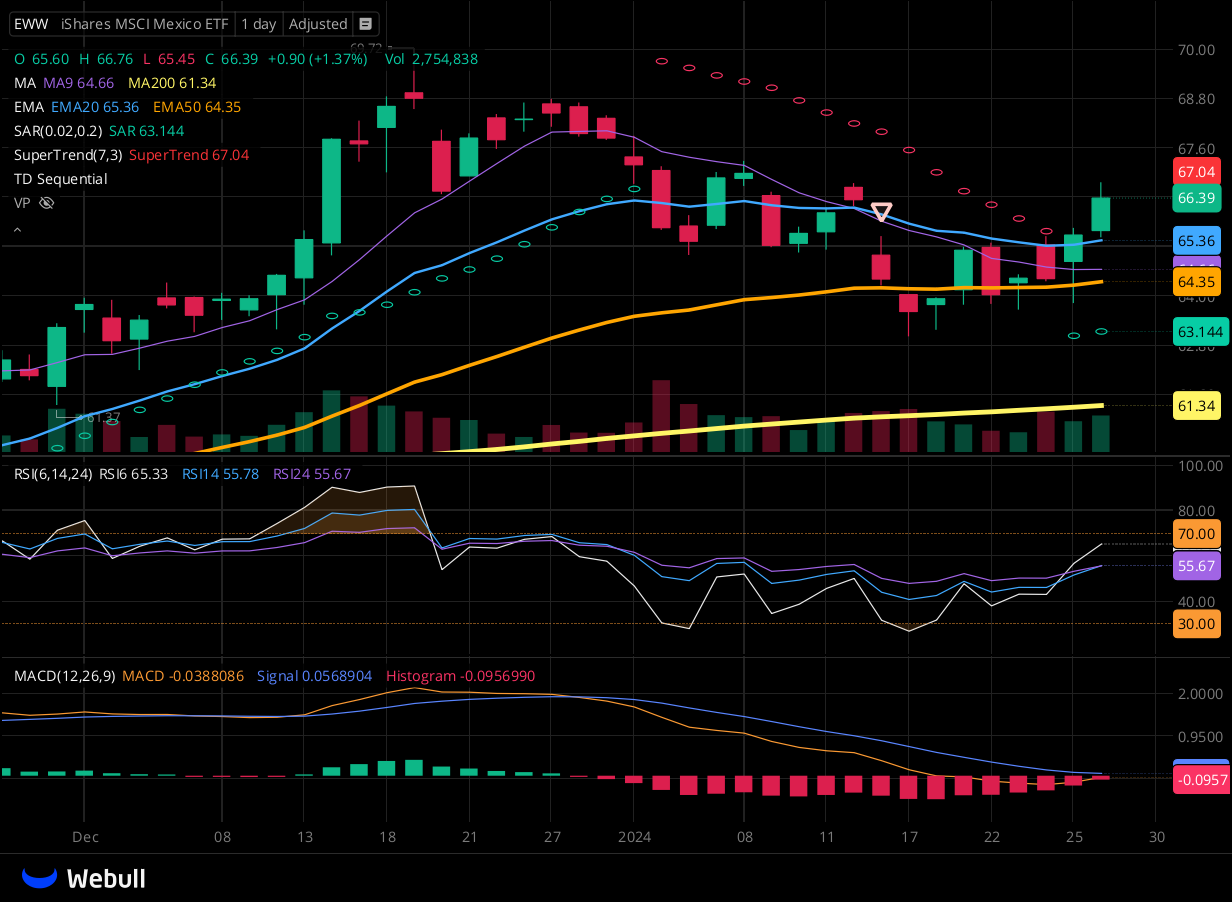 EWW iShares MSCI Mexico ETF 1 day Adjusted
O 65.60 H 66.76 L 65.45 C 66.39 +0.90 (+1.37%) Vol 2,754,838
MA MA9 64.66 MA200 61.34
EMA EMA20 65.36 EMA50 64.35
SAR(0.02,0.2) SAR 63.144
SuperTrend(7,3) SuperTrend 67.04
TD Sequential
VP
70.00
68.80
67.60
67.04
66.39
65.36
64.35
63.144
61.34
61.37
RSI(6,14,24) RSI6 65.33 RSI14 55.78 RSI24 55.67
100.00
80.00
70.00
55.67
40.00
30.00
MACD(12,26,9) MACD -0.0388086 Signal 0.0568904 Histogram -0.0956990
2.0000
0.9500
-0.0957
Dec 08 13 18 21 27 2024 08 11 17 22 25 30
Webull